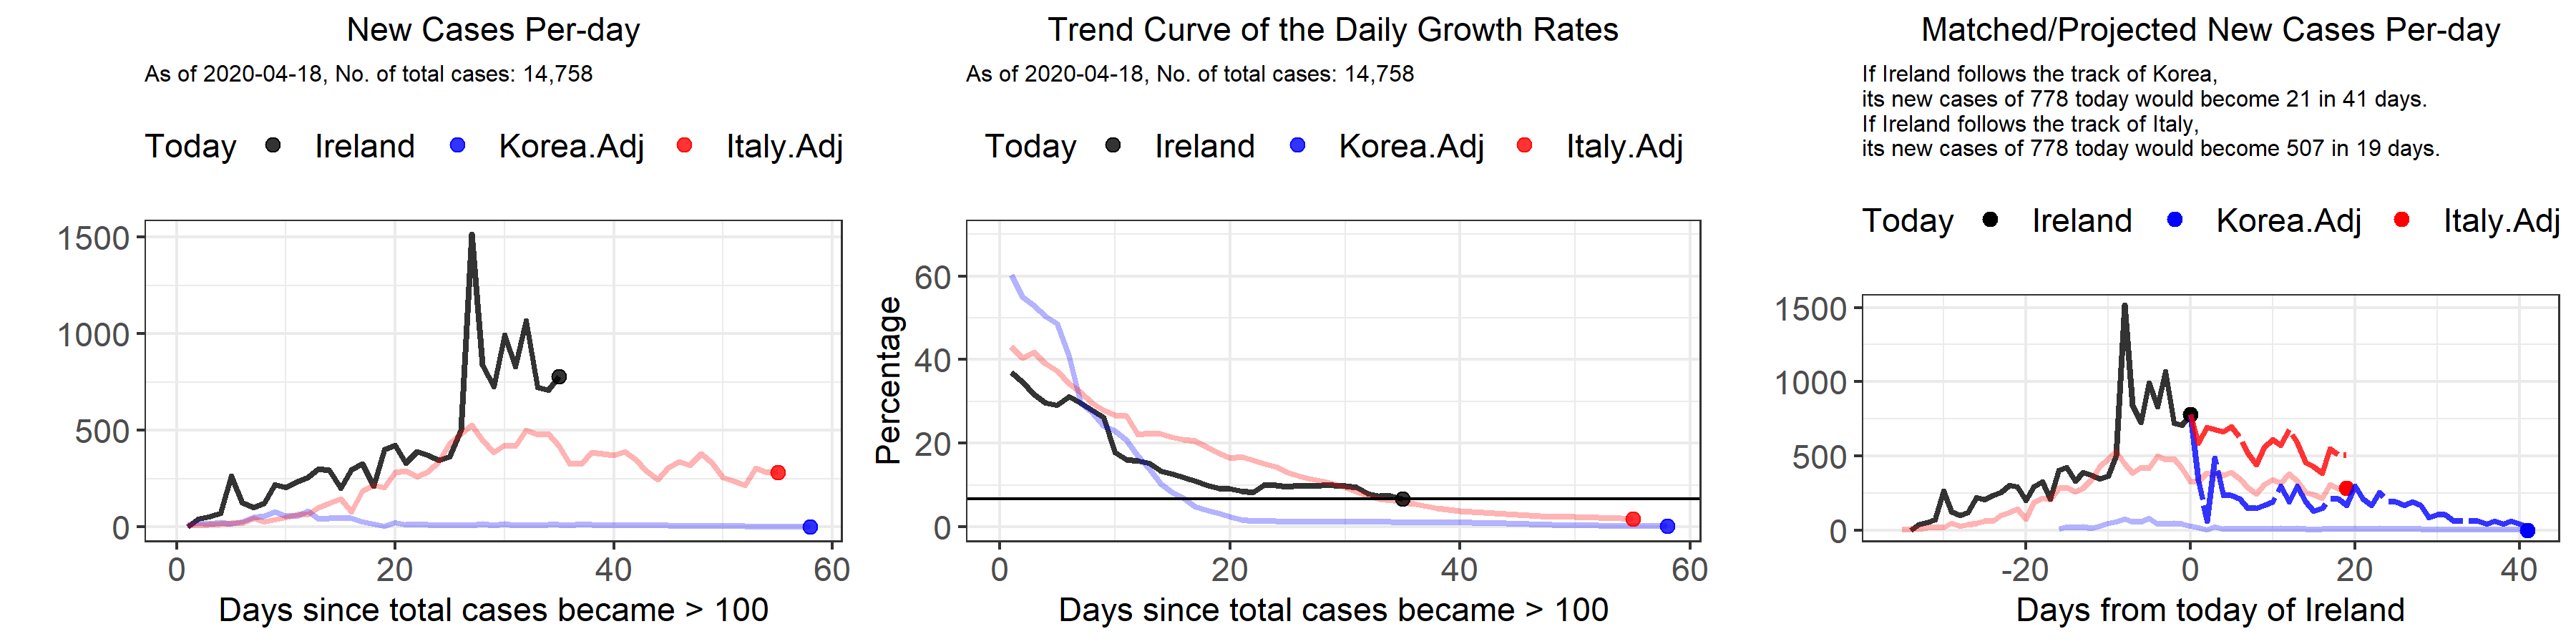 New Cases Per-day
As of 2020-04-18, No. of total cases: 14,758
Today Ireland Korea.Adj Italy.Adj
1500
1000
500
0
0 20 40 60
Days since total cases became > 100
Trend Curve of the Daily Growth Rates
As of 2020-04-18, No. of total cases: 14,758
Today Ireland Korea.Adj Italy.Adj
Percentage
60
40
20
0
0 20 40 60
Days since total cases became > 100
Matched/Projected New Cases Per-day
If Ireland follows the track of Korea,
its new cases of 778 today would become 21 in 41 days.
If Ireland follows the track of Italy,
its new cases of 778 today would become 507 in 19 days.
Today Ireland Korea.Adj Italy.Adj
1500
1000
500
0
-20 0 20 40
Days from today of Ireland